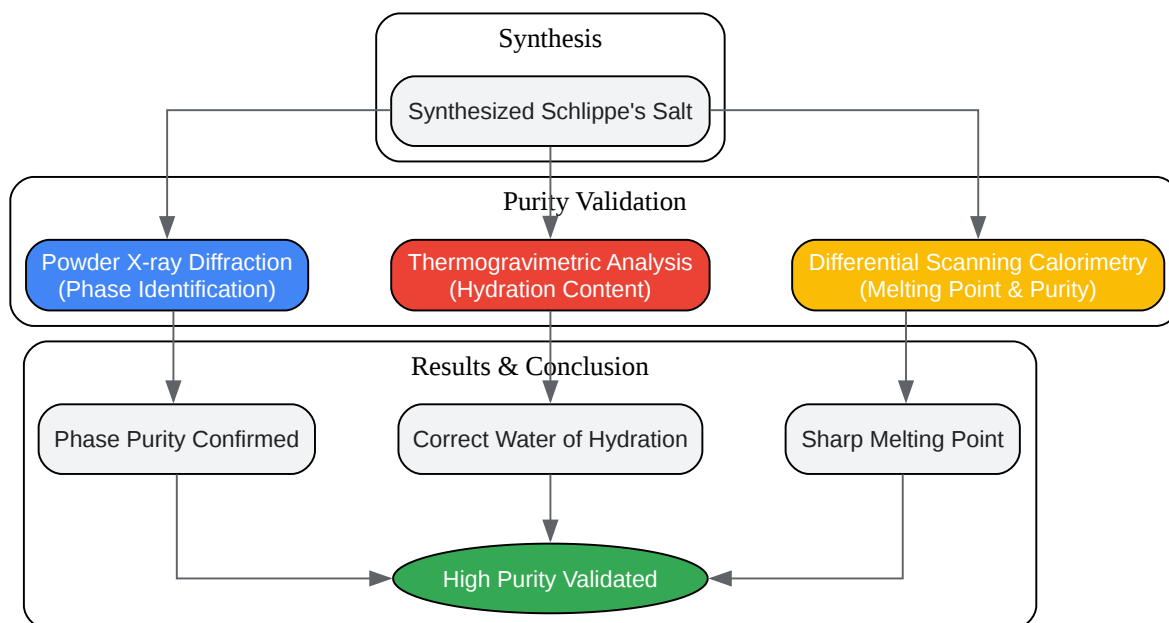 Synthesis
Synthesized Schlippe's Salt
Purity Validation
Powder X-ray Diffraction
(Phase Identification)
Thermogravimetric Analysis
(Hydration Content)
Differential Scanning Calorimetry
(Melting Point & Purity)
Results & Conclusion
Phase Purity Confirmed
Correct Water of Hydration
Sharp Melting Point
High Purity Validated